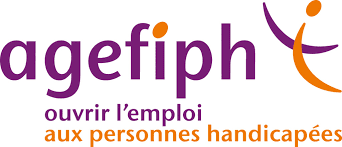 agefiph
ouvrir l'emploi
aux personnes handicapées